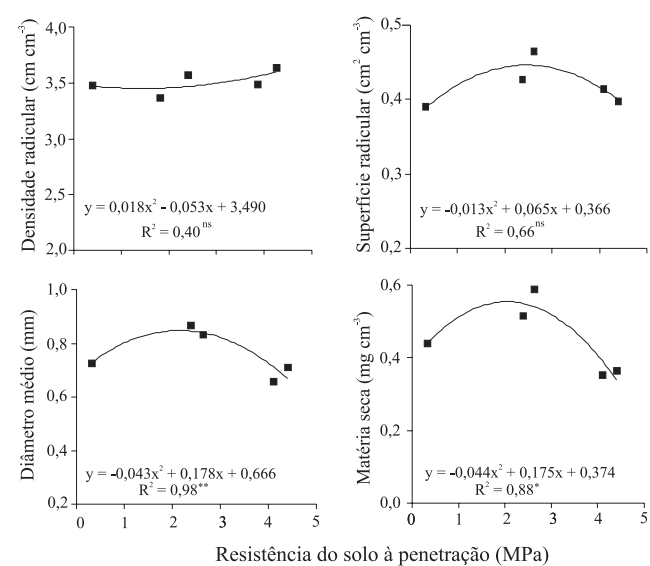 Densidade radicular (cm cm⁻³)
4,0
3,5
3,0
2,5
2,0
y = 0,018x² - 0,053x + 3,490
R² = 0,40ⁿˢ
Superfície radicular (cm² cm⁻³)
0,5
0,4
0,3
0,2
y = -0,013x² + 0,065x + 0,366
R² = 0,66ⁿˢ
Diâmetro médio (mm)
1,0
0,8
0,6
0,4
0,2
y = -0,043x² + 0,178x + 0,666
R² = 0,98**
0 1 2 3 4 5
Matéria seca (mg cm⁻³)
0,6
0,4
0,2
0,0
y = -0,044x² + 0,175x + 0,374
R² = 0,88*
0 1 2 3 4 5
Resistência do solo à penetração (MPa)